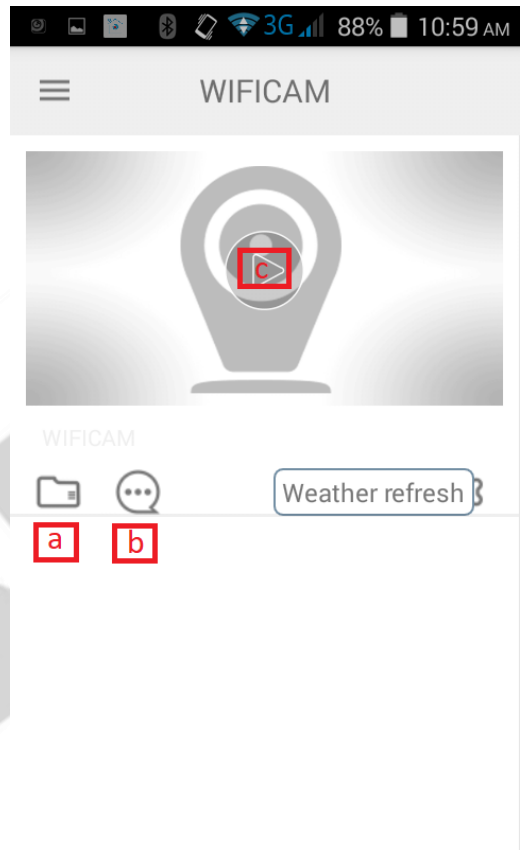 3G 88% 10:59 AM
WIFICAM
c
WIFICAM
Weather refresh
a b